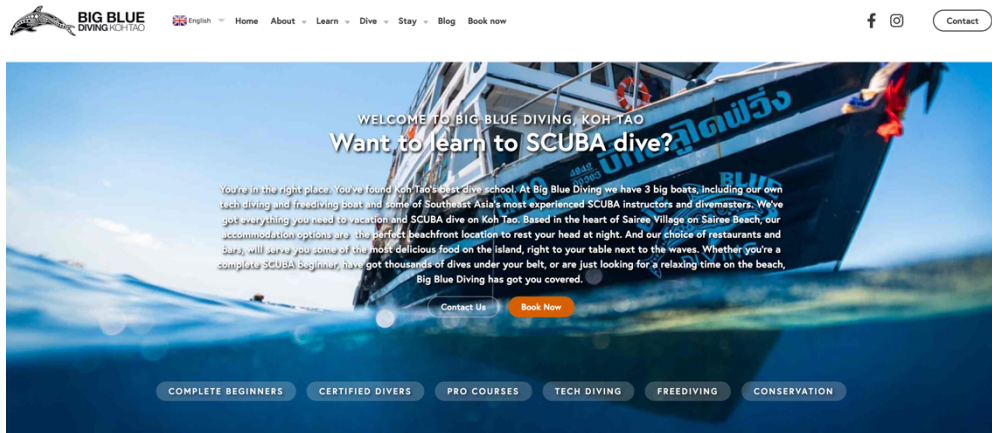 BIG BLUE
DIVING KOH TAO
English
Home
About
Learn
Dive
Stay
Blog
Book now
Contact
WELCOME TO BIG BLUE DIVING, KOH TAO
Want to learn to SCUBA dive?
You're in the right place. You've found Koh Tao's best dive school. At Big Blue Diving we have 3 big boats, including our own
tech diving and freediving boat and some of Southeast Asia's most experienced SCUBA instructors and divemasters. We've
got everything you need to vacation and SCUBA dive on Koh Tao. Based in the heart of Sairee Village on Sairee Beach, our
accommodation options are the perfect beachfront location to rest your head at night. And our choice of restaurants and
bars, will serve you some of the most delicious food on the island, right to your table next to the waves. Whether you're a
complete SCUBA beginner, have got thousands of dives under your belt, or are just looking for a relaxing time on the beach,
Big Blue Diving has got you covered.
Contact Us
Book Now
BLUE
COMPLETE BEGINNERS
CERTIFIED DIVERS
PRO COURSES
TECH DIVING
FREEDIVING
CONSERVATION